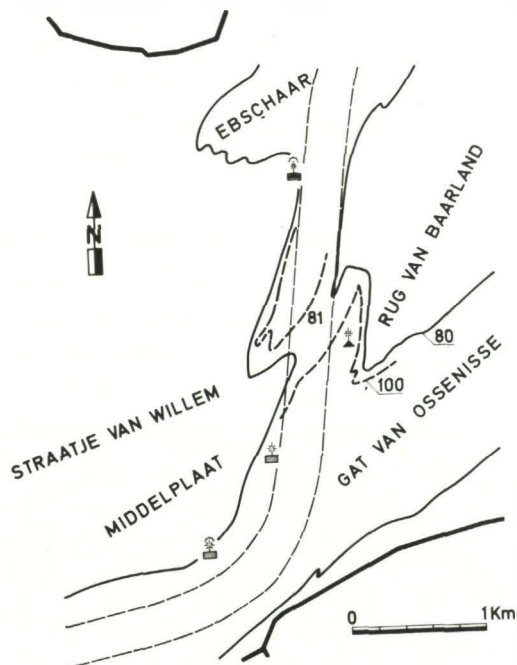 EBSCHAAR
N
RUG VAN BAARLAND
81
80
100
STRAATJE VAN WILLEM
GAT VAN OSSENISSE
MIDDELPLAAT
0 1Km